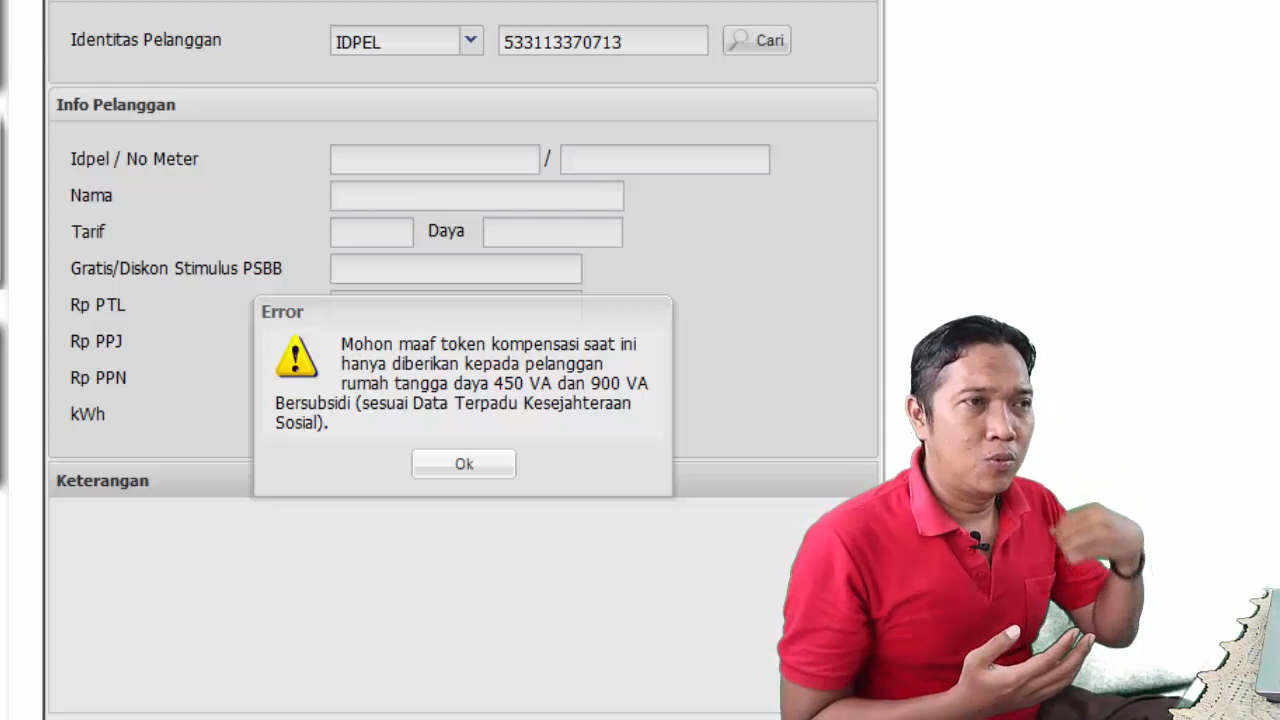 Identitas Pelanggan IDPEL 533113370713 Cari
Info Pelanggan
Idpel / No Meter /
Nama
Tarif Daya
Gratis/Diskon Stimulus PSBB
Rp PTL
Rp PPJ
Rp PPN
kWh
Error
Mohon maaf token kompensasi saat ini
hanya diberikan kepada pelanggan
rumah tangga daya 450 VA dan 900 VA
Bersubsidi (sesuai Data Terpadu Kesejahteraan
Sosial).
Ok
Keterangan